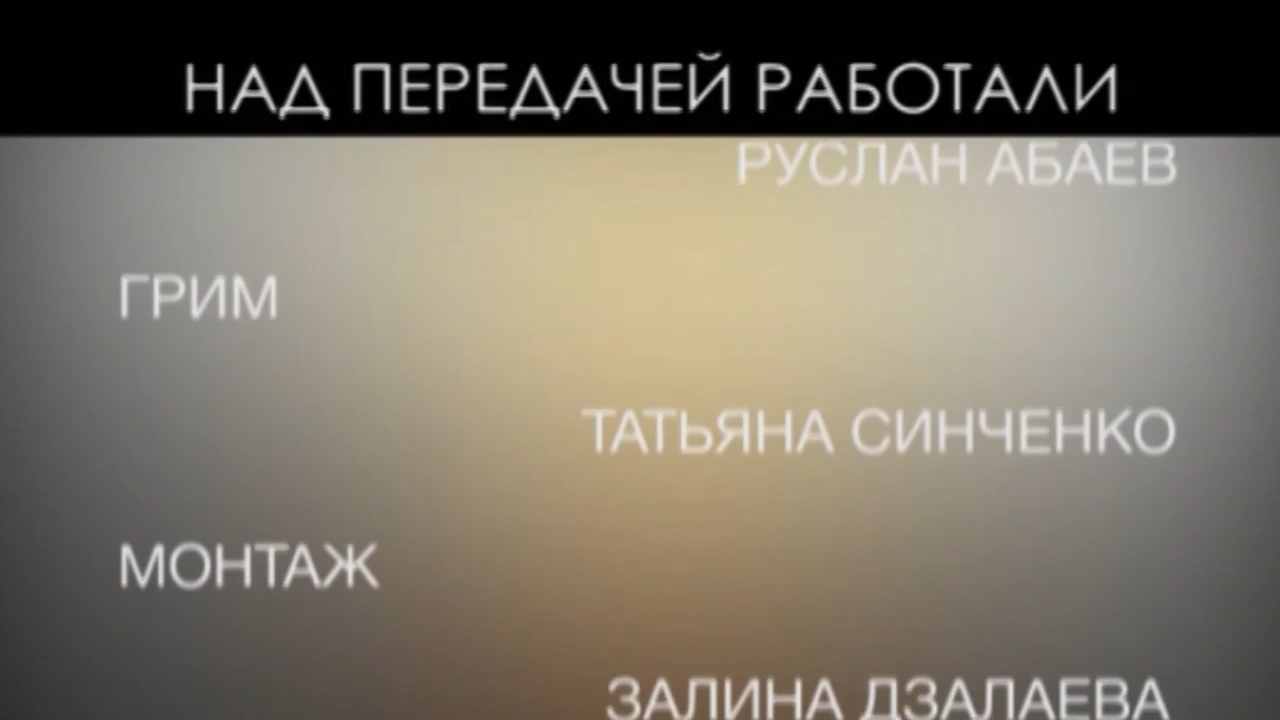 НАД ПЕРЕДАЧЕЙ РАБОТАЛИ
РУСЛАН АБАЕВ
ГРИМ
ТАТЬЯНА СИНЧЕНКО
МОНТАЖ
ЗАЛИНА ДЗАЛАЕВА